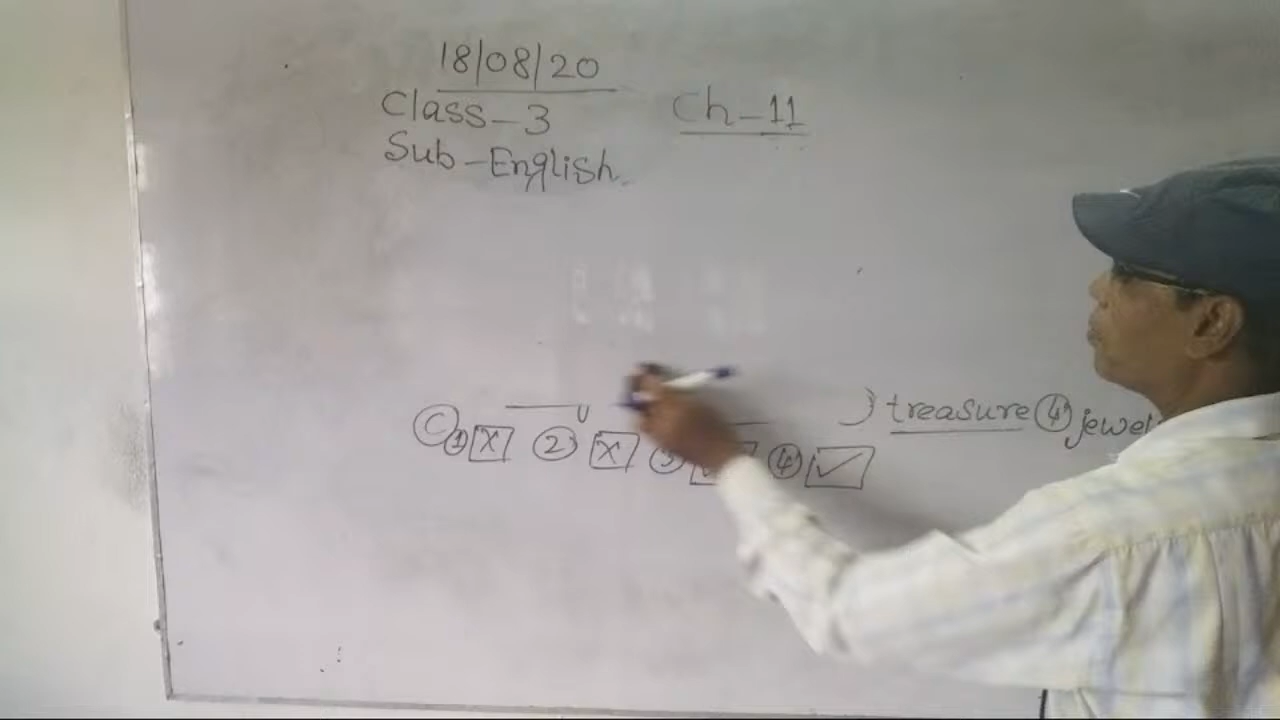 18/08/20
Class-3 Ch-11
Sub-English.
) treasure ④ jewel
C ① X ② X ③ ④ ✓